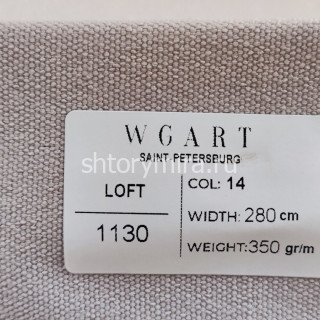 WGART
SAINT-PETERSBURG
LOFT
1130
COL: 14
WIDTH: 280 cm
WEIGHT: 350 gr/m
shtorymira.ru